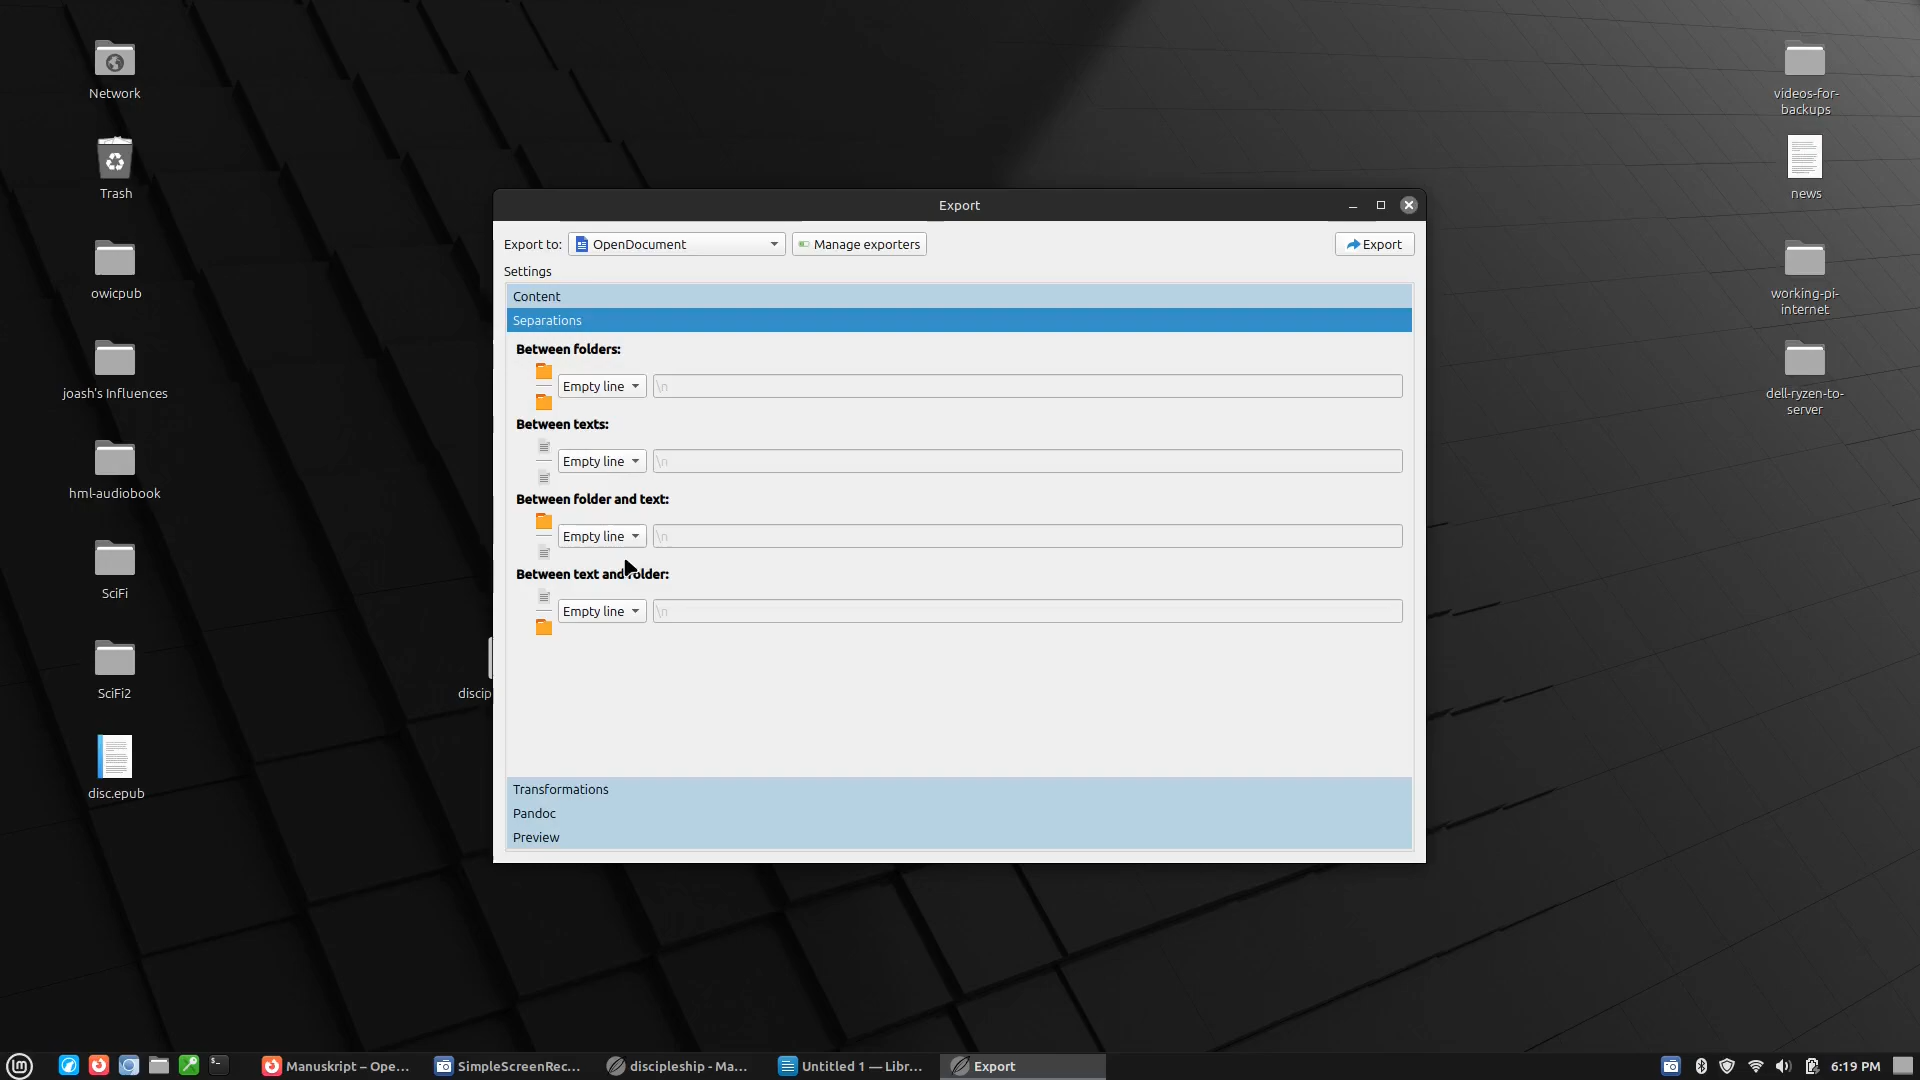 Network
Trash
owicpub
joash's Influences
hml-audiobook
SciFi
SciFi2
disc.epub
discip
Export
Export to:
OpenDocument
Manage exporters
Export
Settings
Content
Separations
Between folders:
Empty line
\n
Between texts:
Empty line
\n
Between folder and text:
Empty line
\n
Between text and folder:
Empty line
\n
Transformations
Pandoc
Preview
videos-for-
backups
news
working-pi-
internet
dell-ryzen-to-
server
Manuskript – Ope...
SimpleScreenRec...
discipleship - Ma...
Untitled 1 — Libr...
Export
6:19 PM